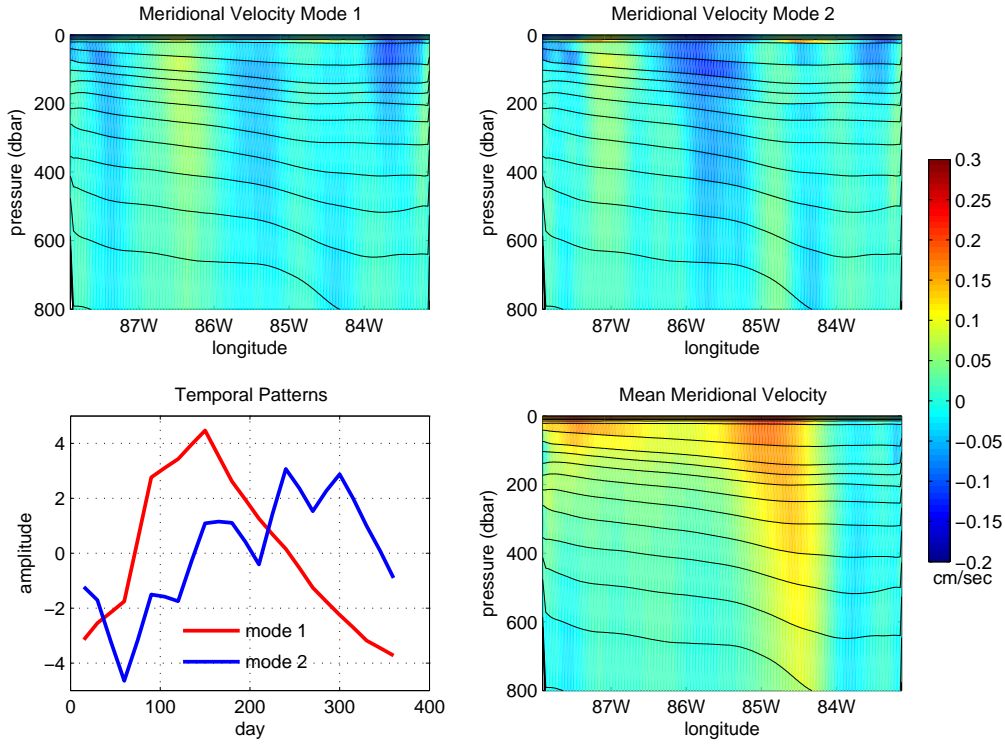 Meridional Velocity Mode 1
0
200
400
600
800
pressure (dbar)
87W 86W 85W 84W
longitude
Meridional Velocity Mode 2
0
200
400
600
800
pressure (dbar)
87W 86W 85W 84W
longitude
0.3
0.25
0.2
0.15
0.1
0.05
0
−0.05
−0.1
−0.15
−0.2
cm/sec
Temporal Patterns
4
2
0
−2
−4
amplitude
mode 1
mode 2
0 100 200 300 400
day
Mean Meridional Velocity
0
200
400
600
800
pressure (dbar)
87W 86W 85W 84W
longitude